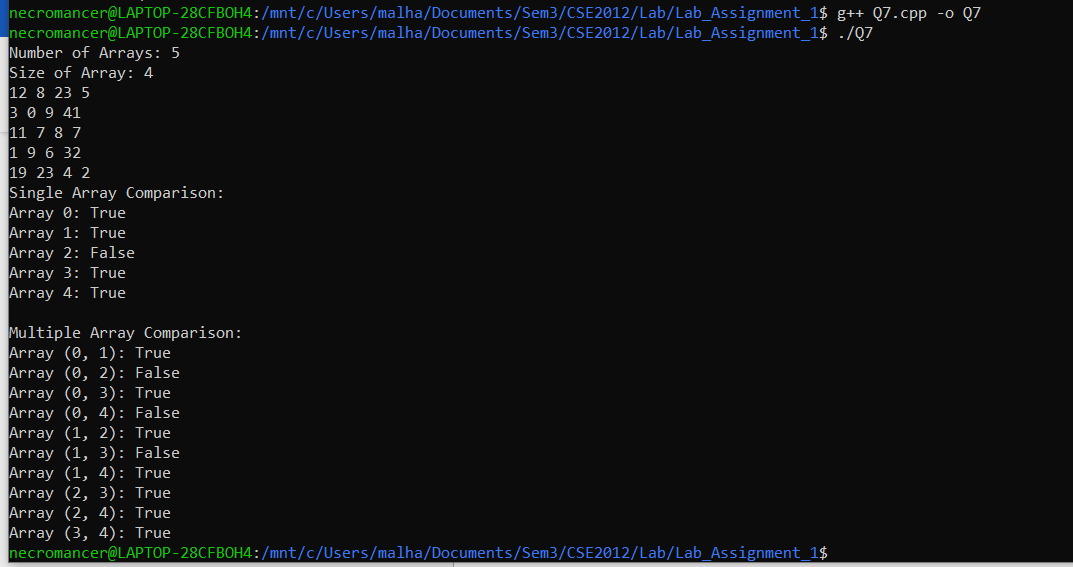 necromancer@LAPTOP-28CFBOH4:/mnt/c/Users/malha/Documents/Sem3/CSE2012/Lab/Lab_Assignment_1$ g++ Q7.cpp -o Q7
necromancer@LAPTOP-28CFBOH4:/mnt/c/Users/malha/Documents/Sem3/CSE2012/Lab/Lab_Assignment_1$ ./Q7
Number of Arrays: 5
Size of Array: 4
12 8 23 5
3 0 9 41
11 7 8 7
1 9 6 32
19 23 4 2
Single Array Comparison:
Array 0: True
Array 1: True
Array 2: False
Array 3: True
Array 4: True

Multiple Array Comparison:
Array (0, 1): True
Array (0, 2): False
Array (0, 3): True
Array (0, 4): False
Array (1, 2): True
Array (1, 3): False
Array (1, 4): True
Array (2, 3): True
Array (2, 4): True
Array (3, 4): True
necromancer@LAPTOP-28CFBOH4:/mnt/c/Users/malha/Documents/Sem3/CSE2012/Lab/Lab_Assignment_1$